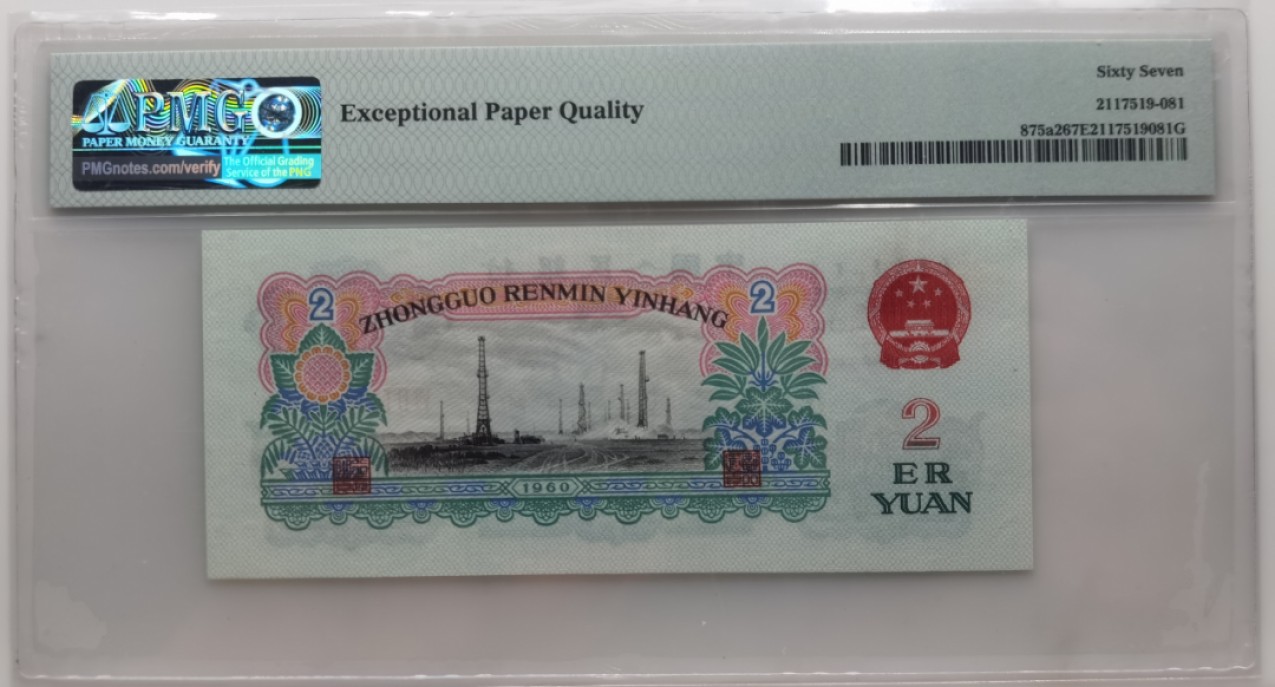 PMG
PAPER MONEY GUARANTY
PMGnotes.com/verify
The Official Grading
Service of the PNG
Exceptional Paper Quality
Sixty Seven
2117519-081
875a267E2117519081G
2
ZHONGGUO RENMIN YINHANG
2
1960
2
ER
YUAN